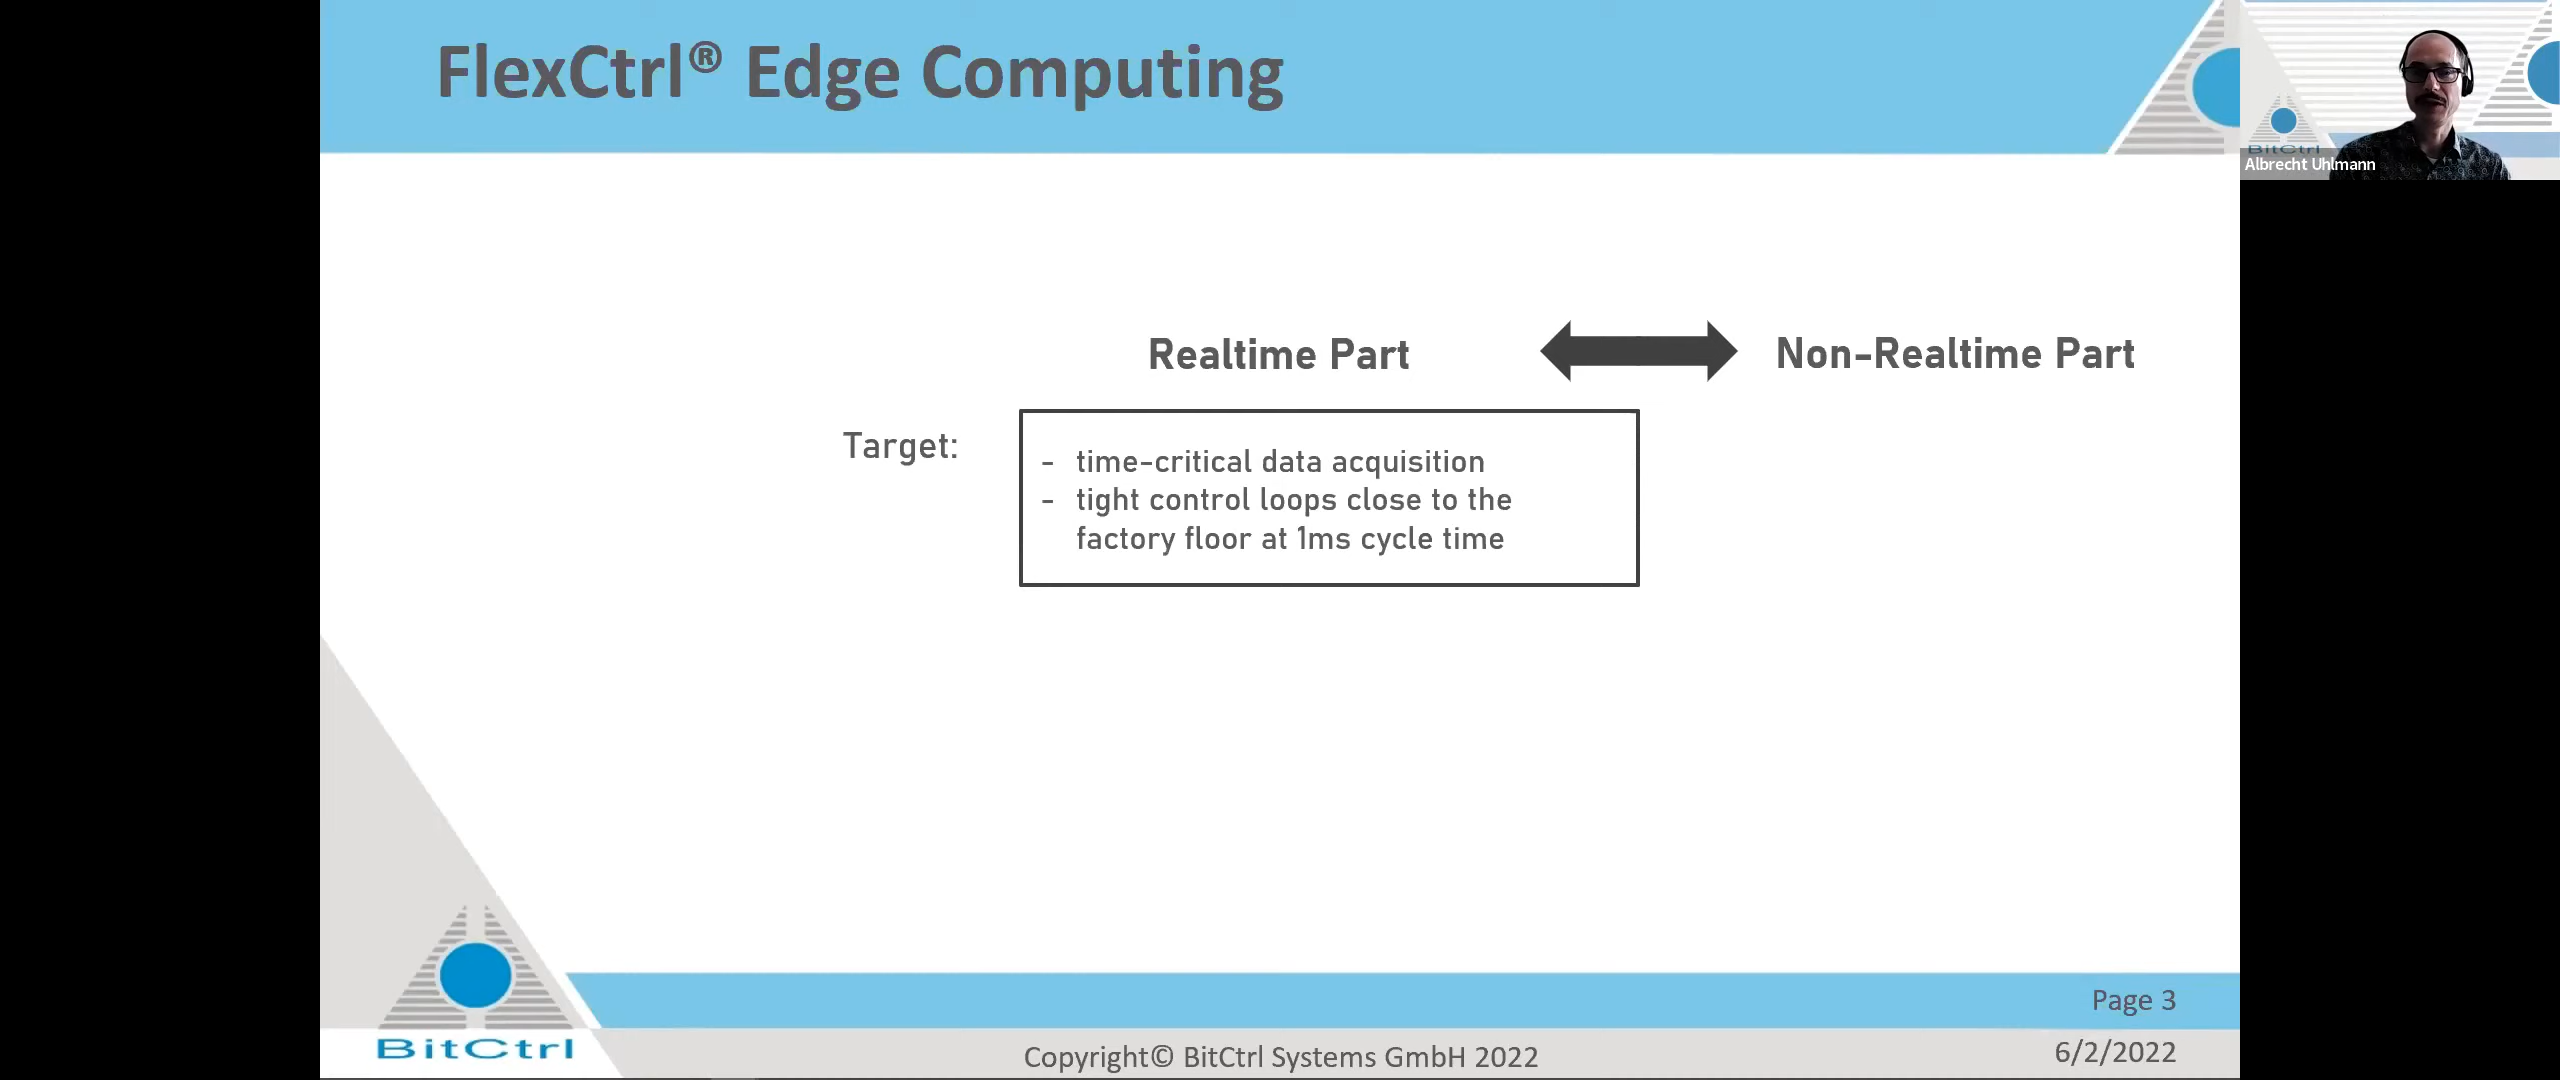 FlexCtrl® Edge Computing
BitCtrl
Albrecht Uhlmann
Realtime Part
Non-Realtime Part
Target:
- time-critical data acquisition
- tight control loops close to the
factory floor at 1ms cycle time
Page 3
BitCtrl
Copyright© BitCtrl Systems GmbH 2022
6/2/2022